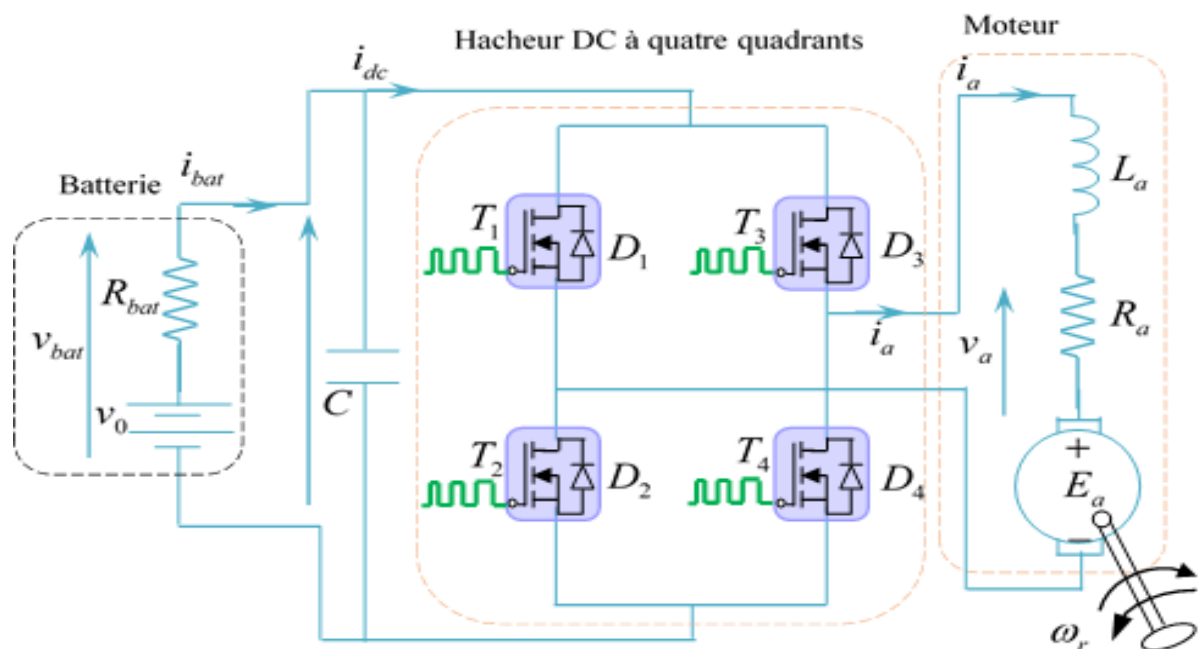 Hacheur DC à quatre quadrants
Moteur
i_dc
i_a
Batterie
i_bat
L_a
T_1
D_1
T_3
D_3
R_bat
R_a
v_bat
i_a
v_a
C
v_0
T_2
D_2
T_4
D_4
+
E_a
−
ω_r